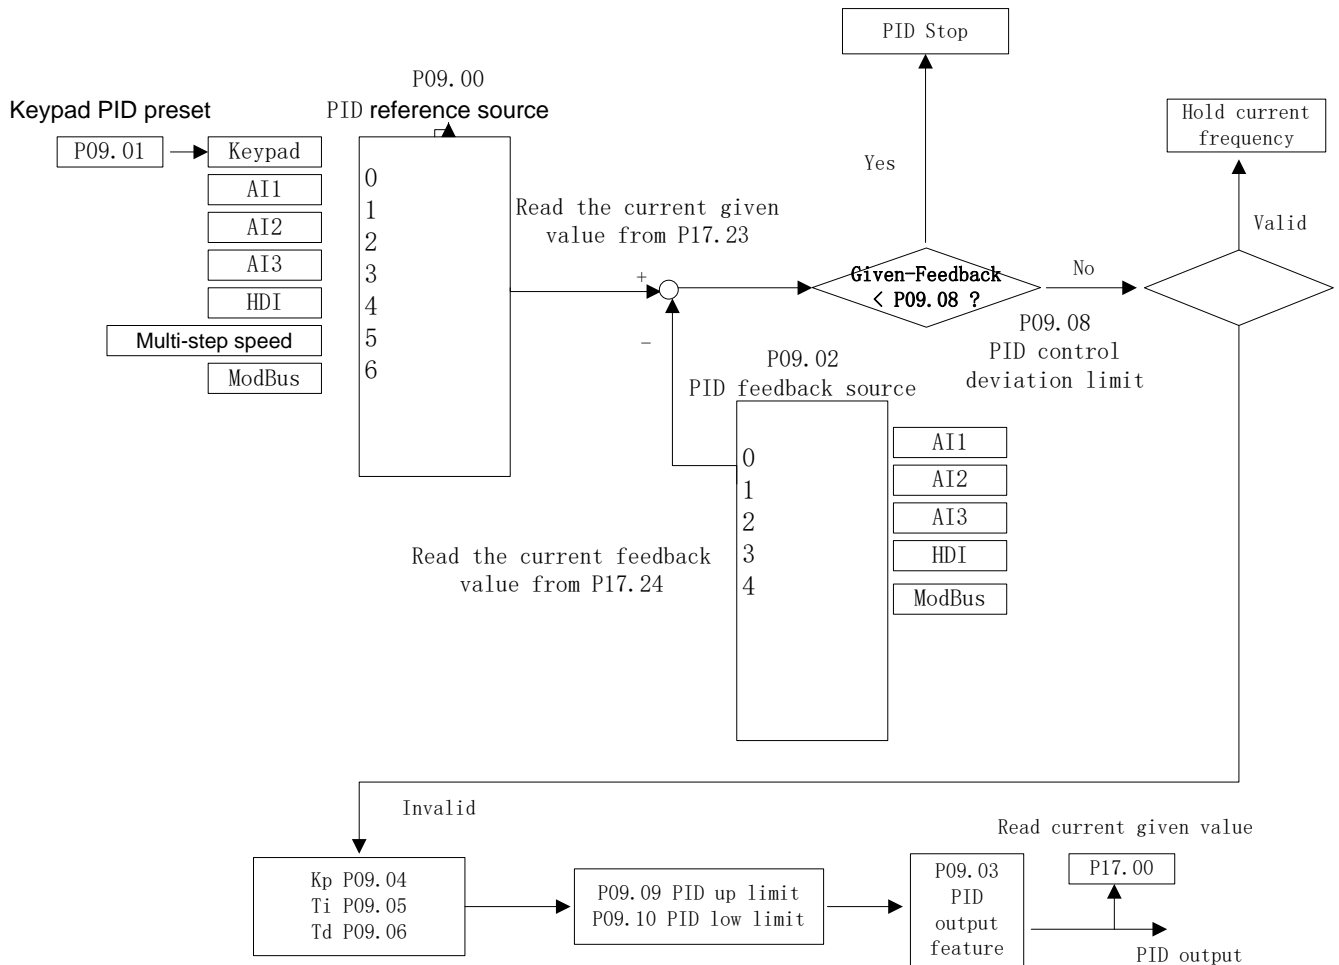 PID Stop
P09.00
Keypad PID preset
PID reference source
Hold current
frequency
P09.01
Keypad
AI1
AI2
AI3
HDI
Multi-step speed
ModBus
0
1
2
3
4
5
6
Read the current given
value from P17.23
+
−
Yes
Given-Feedback
< P09.08 ?
No
Valid
P09.08
PID control
deviation limit
P09.02
PID feedback source
0
1
2
3
4
AI1
AI2
AI3
HDI
ModBus
Read the current feedback
value from P17.24
Invalid
Kp P09.04
Ti P09.05
Td P09.06
P09.09 PID up limit
P09.10 PID low limit
P09.03
PID
output
feature
Read current given value
P17.00
PID output